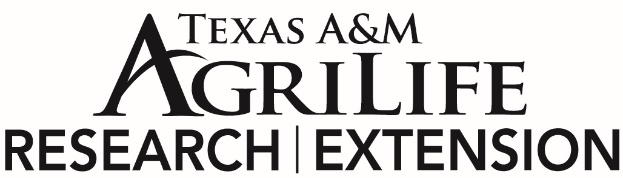 TEXAS A&M
AGRILIFE
RESEARCH | EXTENSION